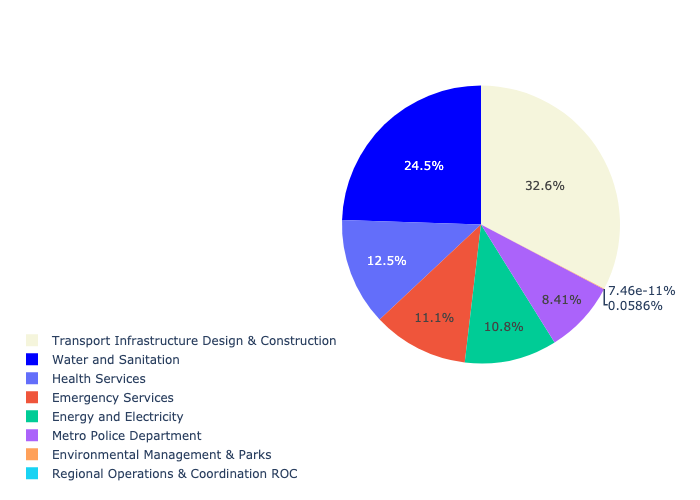 24.5%
32.6%
12.5%
7.46e-11%
8.41%
0.0586%
11.1%
10.8%
Transport Infrastructure Design & Construction
Water and Sanitation
Health Services
Emergency Services
Energy and Electricity
Metro Police Department
Environmental Management & Parks
Regional Operations & Coordination ROC